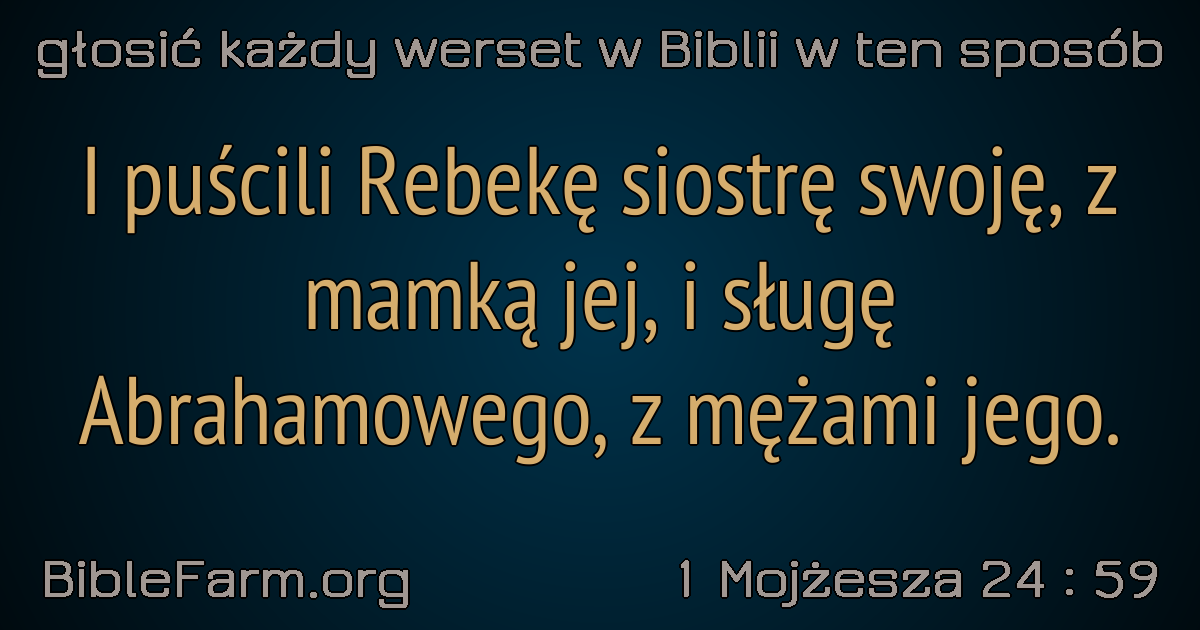 głosić każdy werset w Biblii w ten sposób
I puścili Rebekę siostrę swoję, z
mamką jej, i sługę
Abrahamowego, z mężami jego.
BibleFarm.org
1 Mojżesza 24 : 59